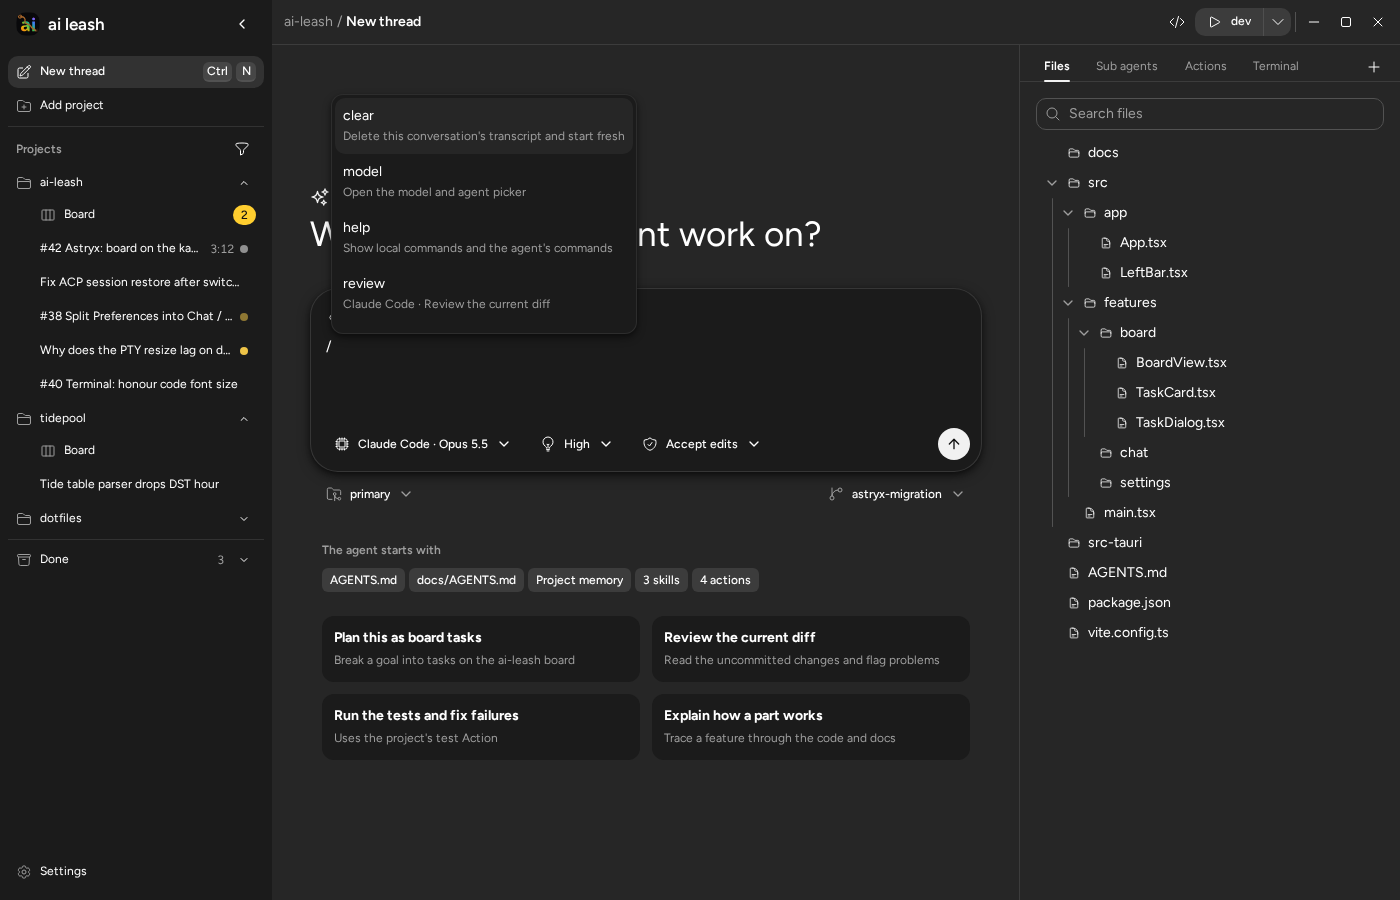 ai leash
New thread Ctrl N
Add project
Projects
ai-leash
Board 2
#42 Astryx: board on the ka... 3:12
Fix ACP session restore after switc...
#38 Split Preferences into Chat / ...
Why does the PTY resize lag on d...
#40 Terminal: honour code font size
tidepool
Board
Tide table parser drops DST hour
dotfiles
Done 3
Settings
ai-leash / New thread
dev
clear
Delete this conversation's transcript and start fresh
model
Open the model and agent picker
help
Show local commands and the agent's commands
review
Claude Code · Review the current diff
nt work on?
/
Claude Code · Opus 5.5
High
Accept edits
primary
astryx-migration
The agent starts with
AGENTS.md docs/AGENTS.md Project memory 3 skills 4 actions
Plan this as board tasks
Break a goal into tasks on the ai-leash board
Review the current diff
Read the uncommitted changes and flag problems
Run the tests and fix failures
Uses the project's test Action
Explain how a part works
Trace a feature through the code and docs
Files Sub agents Actions Terminal
Search files
docs
src
app
App.tsx
LeftBar.tsx
features
board
BoardView.tsx
TaskCard.tsx
TaskDialog.tsx
chat
settings
main.tsx
src-tauri
AGENTS.md
package.json
vite.config.ts